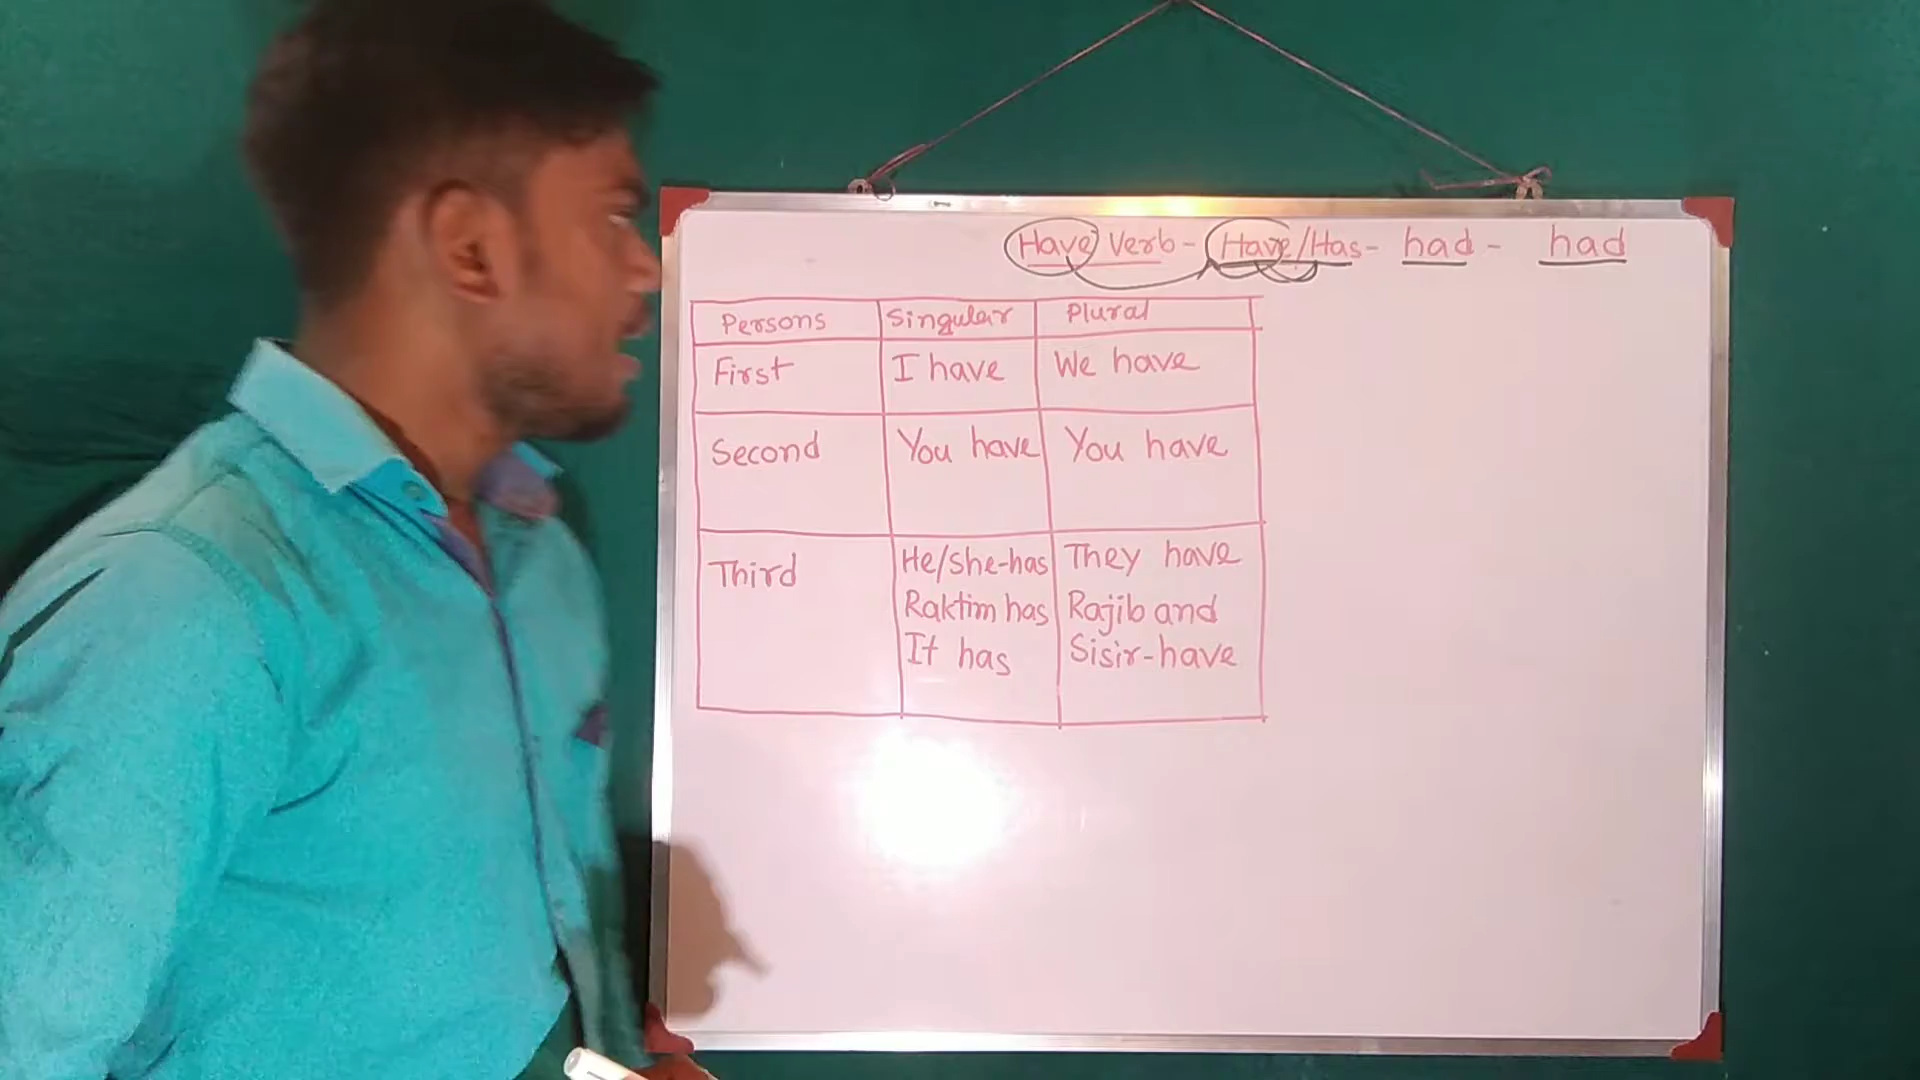 Have Verb - Have/Has - had - had
Persons Singular Plural
First I have We have
Second You have You have
Third He/She-has They have
Raktim has Rajib and
It has Sisir-have